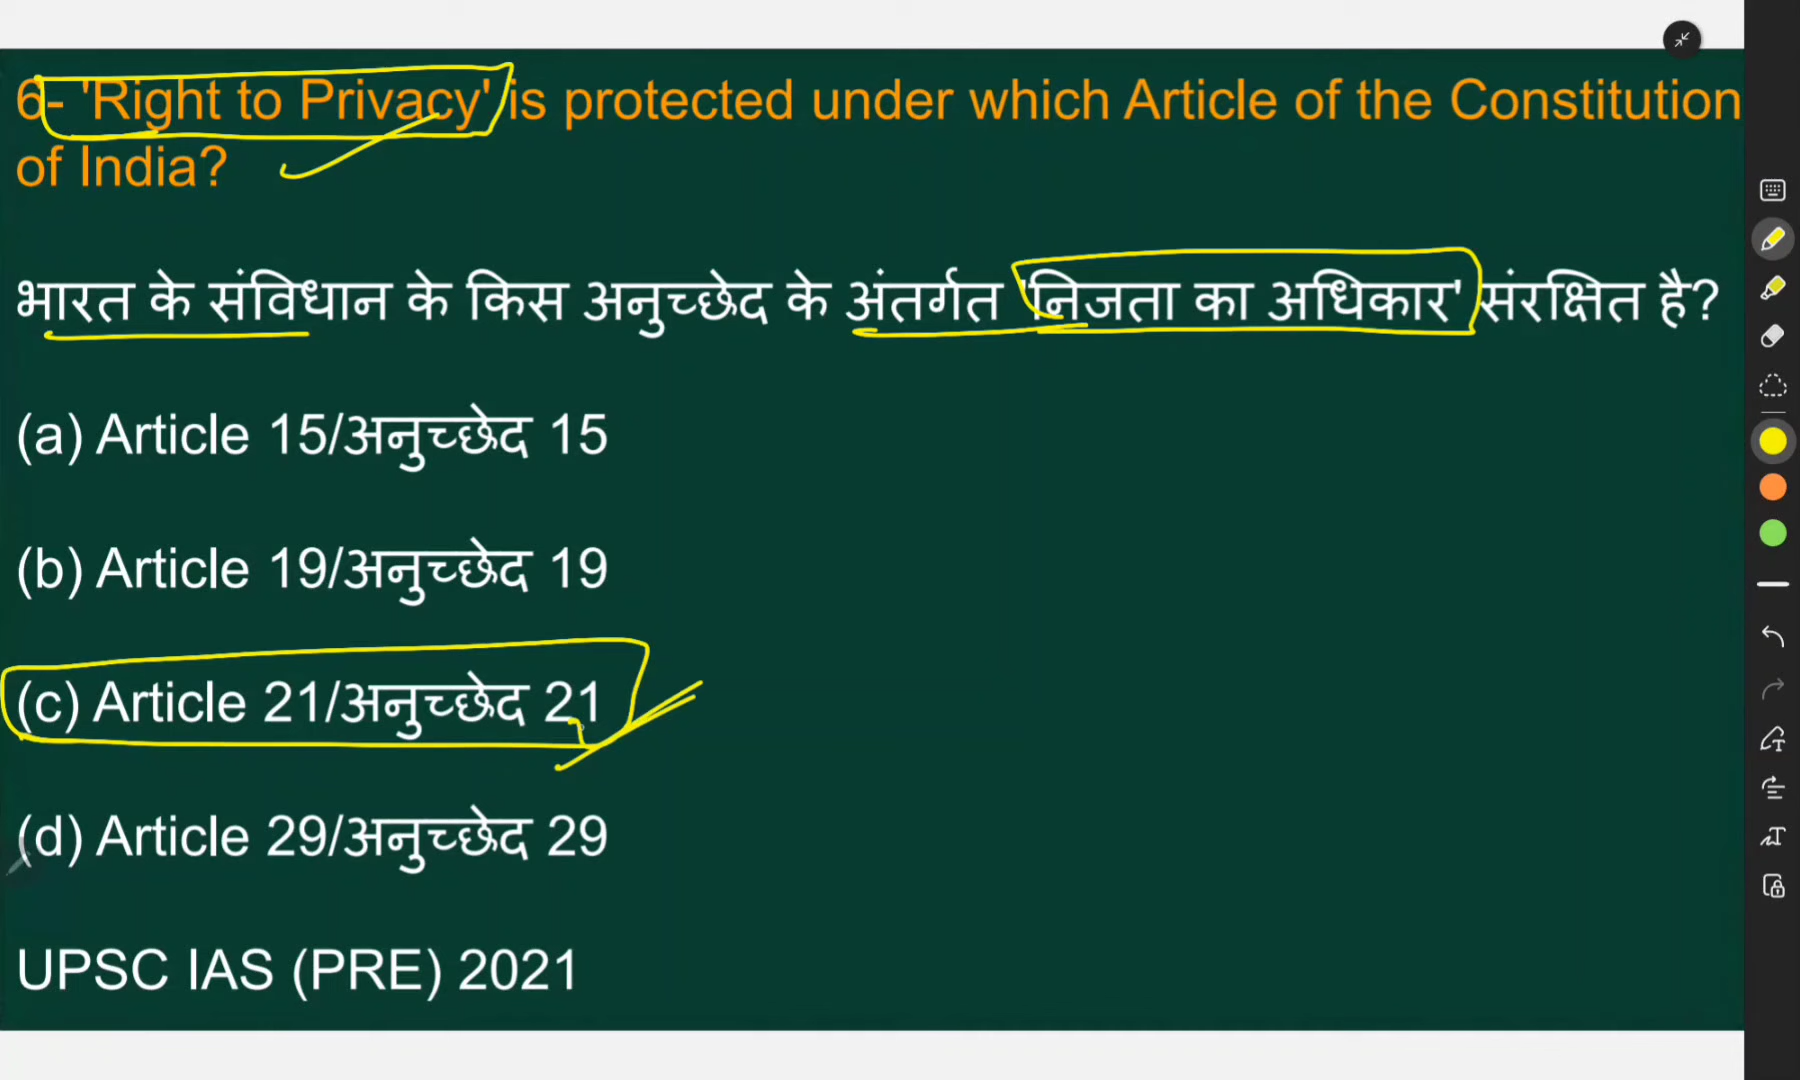 6- 'Right to Privacy' is protected under which Article of the Constitution
of India?
भारत के संविधान के किस अनुच्छेद के अंतर्गत 'निजता का अधिकार' संरक्षित है?
(a) Article 15/अनुच्छेद 15
(b) Article 19/अनुच्छेद 19
(c) Article 21/अनुच्छेद 21
(d) Article 29/अनुच्छेद 29
UPSC IAS (PRE) 2021